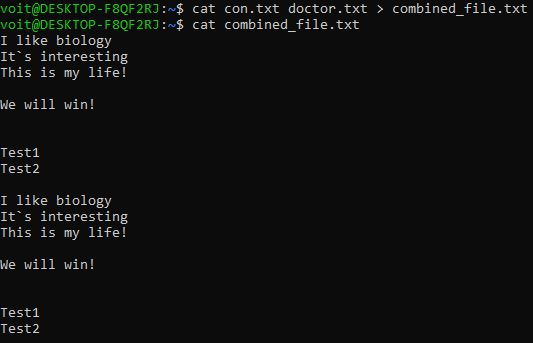 voit@DESKTOP-F8QF2RJ:~$ cat con.txt doctor.txt > combined_file.txt
voit@DESKTOP-F8QF2RJ:~$ cat combined_file.txt
I like biology
It`s interesting
This is my life!

We will win!


Test1
Test2

I like biology
It`s interesting
This is my life!

We will win!


Test1
Test2